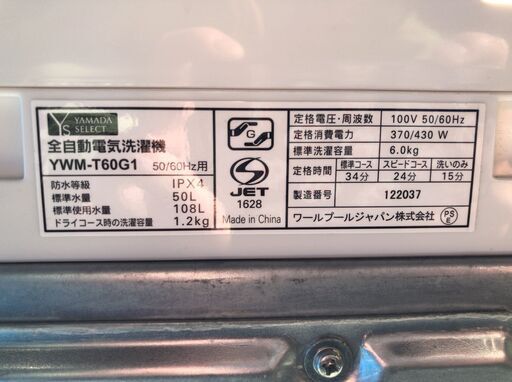 YS YAMADA
SELECT
全自動電気洗濯機
YWM-T60G1 50/60Hz用
防水等級 IPX4
標準水量 50L
標準使用水量 108L
ドライコース時の洗濯容量 1.2kg
G
S
JET
1628
Made in China
定格電圧・周波数 100V 50/60Hz
定格消費電力 370/430 W
標準洗濯容量 6.0kg
定格時間 標準コース スピードコース 洗いのみ
34分 24分 15分
製造番号 122037
ワールプールジャパン株式会社 PS
E